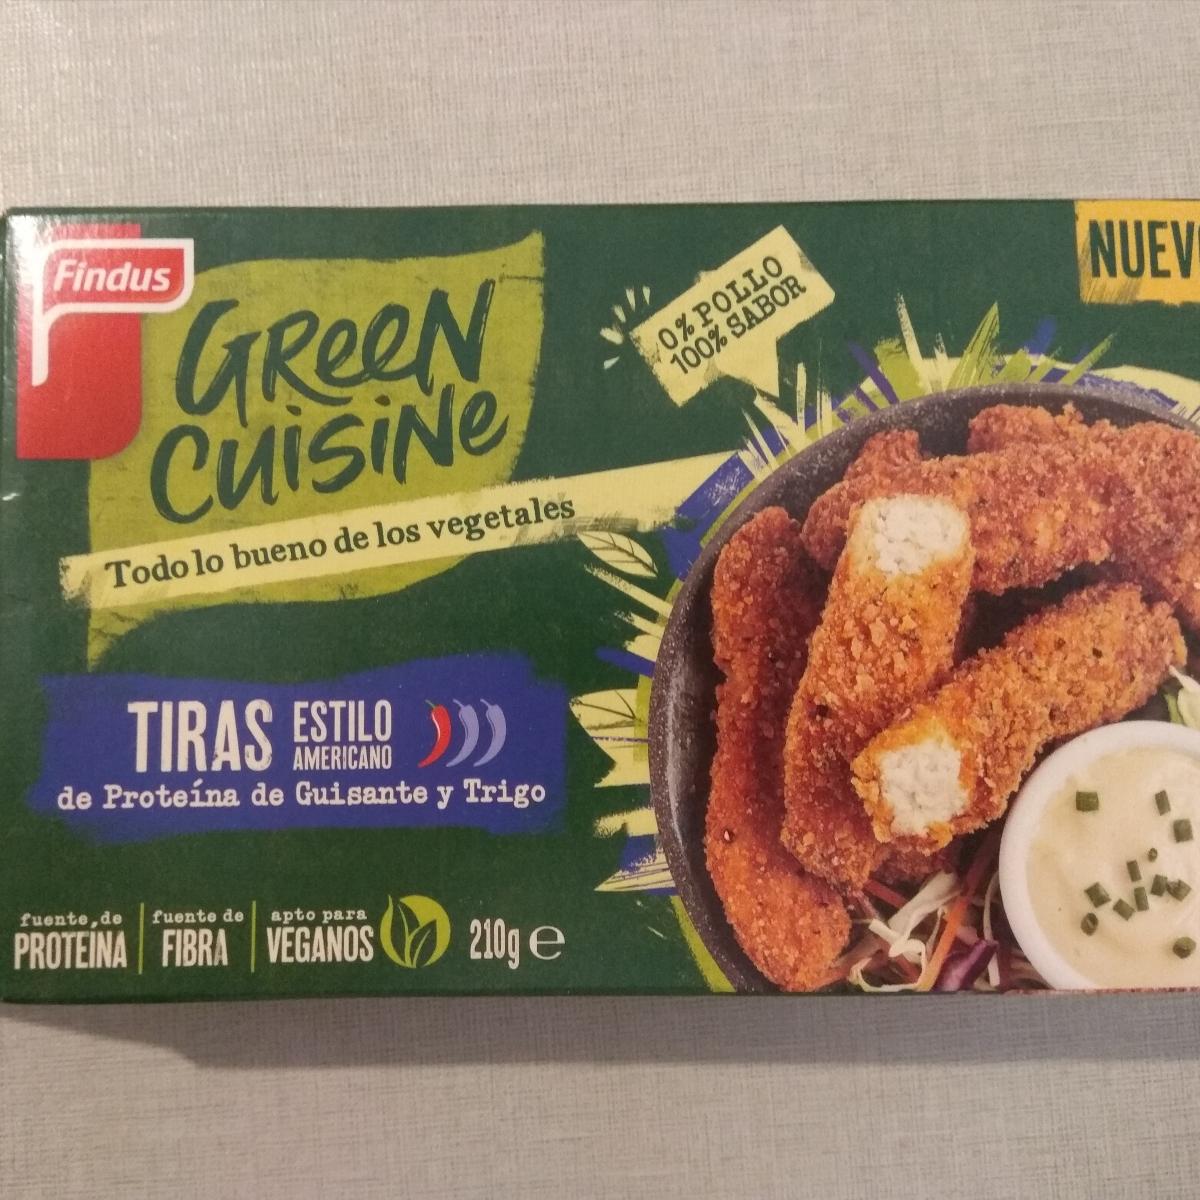 Findus
GReeN
CuiSiNe
Todo lo bueno de los vegetales
0% POLLO
100% SABOR
TIRAS ESTILO
AMERICANO
de Proteína de Guisante y Trigo
fuente de
PROTEÍNA
fuente de
FIBRA
apto para
VEGANOS
210g e